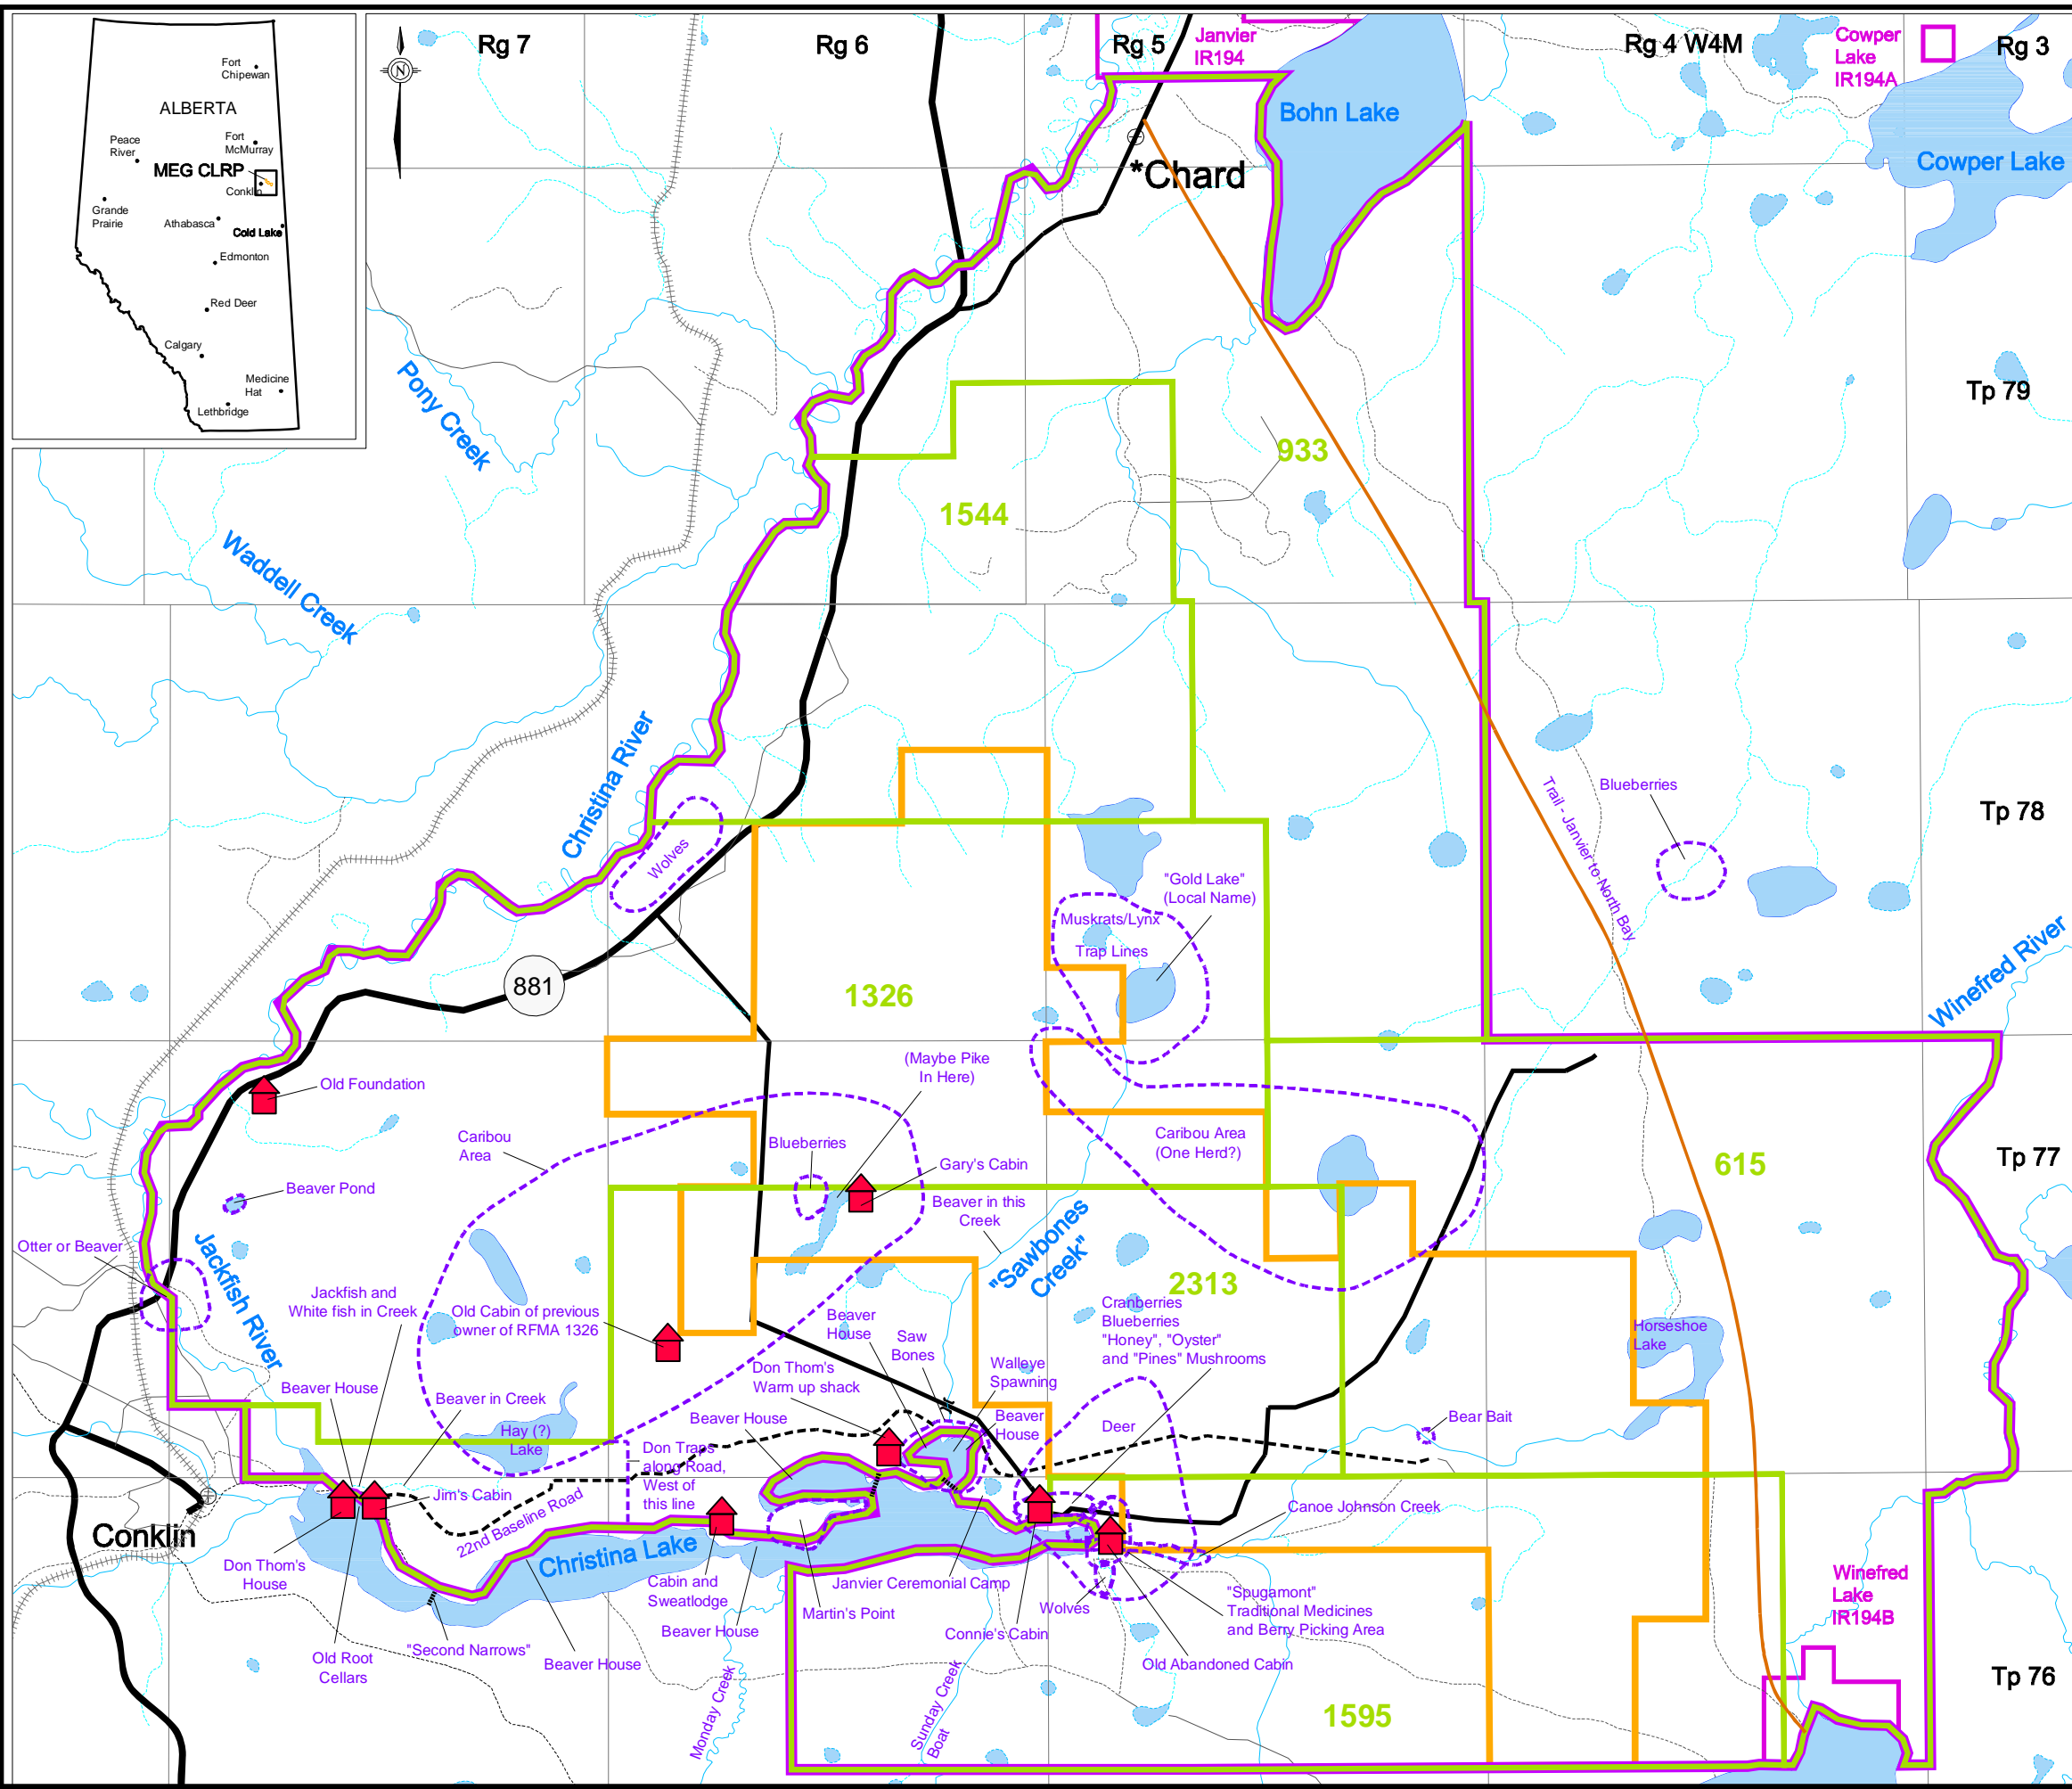 Fort
Chipewan
ALBERTA
Peace
River
Fort
McMurray
MEG CLRP
Conklin
Grande
Prairie
Athabasca
Cold Lake
Edmonton
Red Deer
Calgary
Medicine
Hat
Lethbridge
N
Rg 7
Rg 6
Rg 5
Janvier
IR194
Rg 4 W4M
Cowper
Lake
IR194A
Rg 3
Bohn Lake
Cowper Lake
*Chard
Pony Creek
Tp 79
933
1544
Waddell Creek
Christina River
Trail - Janvier to North Bay
Blueberries
Tp 78
Wolves
"Gold Lake"
(Local Name)
Muskrats/Lynx
Trap Lines
Winefred River
881
1326
Old Foundation
(Maybe Pike
In Here)
Caribou
Area
Blueberries
Gary's Cabin
Caribou Area
(One Herd?)
615
Tp 77
Beaver Pond
Beaver in this
Creek
"Sawbones
Creek"
Otter or Beaver
Jackfish River
2313
Jackfish and
White fish in Creek
Old Cabin of previous
owner of RFMA 1326
Beaver
House
Saw
Bones
Cranberries
Blueberries
"Honey", "Oyster"
and "Pines" Mushrooms
Horseshoe
Lake
Don Thom's
Warm up shack
Walleye
Spawning
Beaver House
Beaver in Creek
Beaver House
Beaver
House
Deer
Bear Bait
Hay (?)
Lake
Don Traps
along Road,
West of
this line
Jim's Cabin
22nd Baseline Road
Canoe Johnson Creek
Conklin
Christina Lake
Don Thom's
House
Cabin and
Sweatlodge
Janvier Ceremonial Camp
Martin's Point
Wolves
"Spugamont"
Traditional Medicines
and Berry Picking Area
Winefred
Lake
IR194B
Beaver House
Connie's Cabin
Old Root
Cellars
"Second Narrows"
Beaver House
Old Abandoned Cabin
Monday Creek
Sunday Creek
Boat
1595
Tp 76